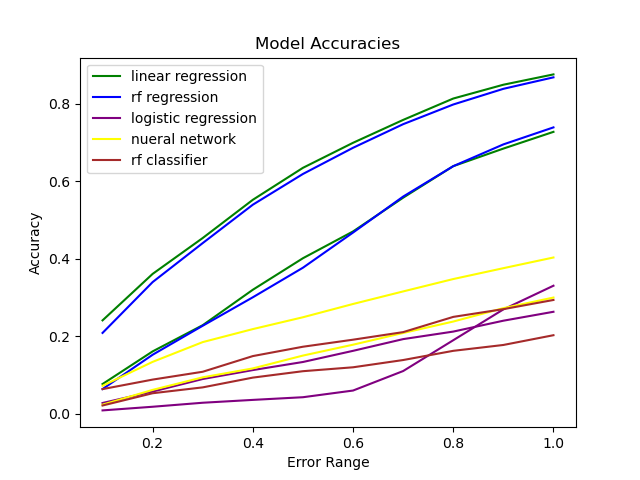 Model Accuracies
linear regression
rf regression
logistic regression
nueral network
rf classifier
Accuracy
0.8
0.6
0.4
0.2
0.0
0.2 0.4 0.6 0.8 1.0
Error Range